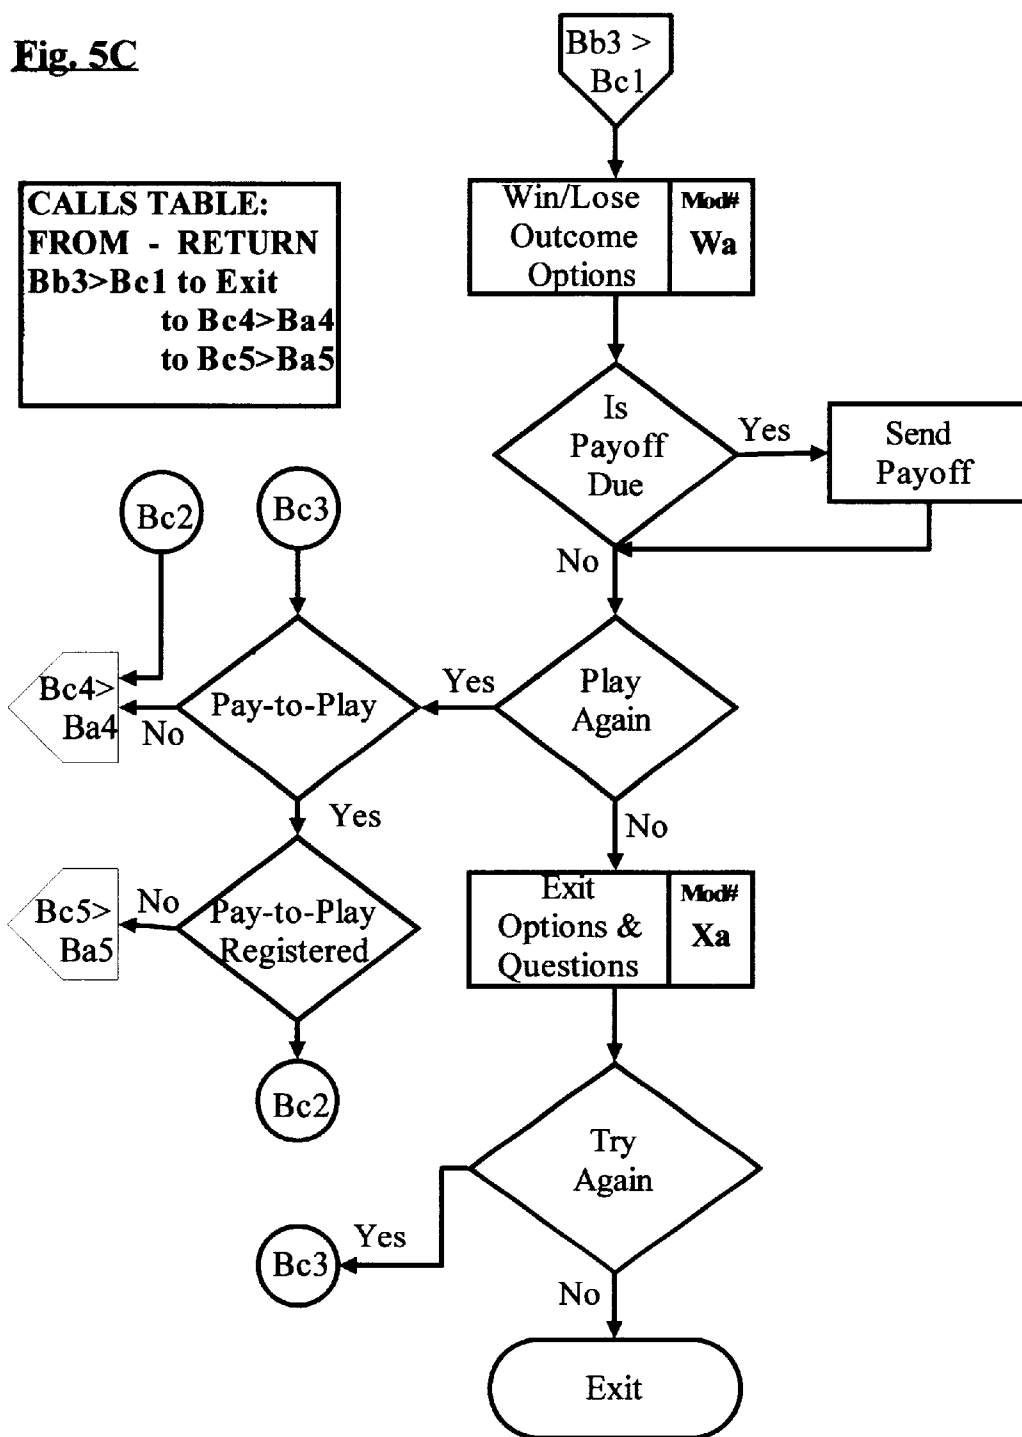 Fig. 5C
Bb3 >
Bc1
CALLS TABLE:
FROM - RETURN
Bb3>Bc1 to Exit
to Bc4>Ba4
to Bc5>Ba5
Win/Lose
Outcome
Options
Mod#
Wa
Is
Payoff
Due
Yes
Send
Payoff
No
Bc2
Bc3
Play
Again
Yes
Pay-to-Play
No
Bc4>
Ba4
Yes
Pay-to-Play
Registered
No
Bc5>
Ba5
Bc2
No
Exit
Options &
Questions
Mod#
Xa
Try
Again
Yes
Bc3
No
Exit